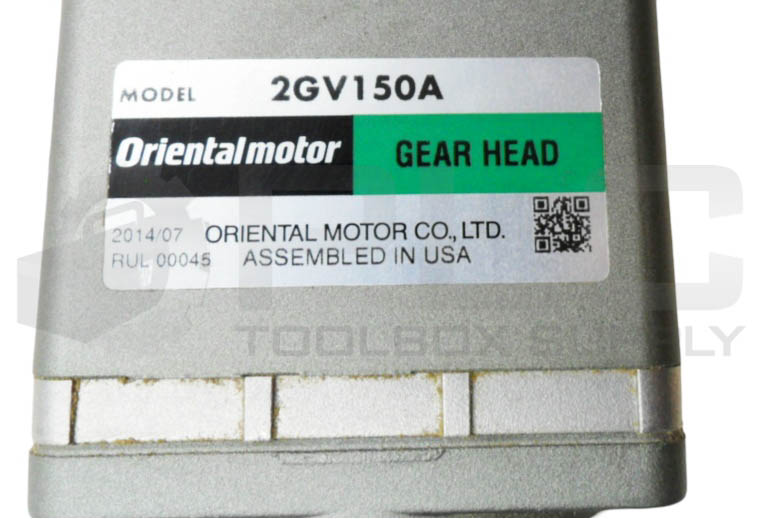 MODEL 2GV150A
Orientalmotor GEAR HEAD
2014/07 ORIENTAL MOTOR CO., LTD.
RUL 00045 ASSEMBLED IN USA
TOOLBOX SUPPLY